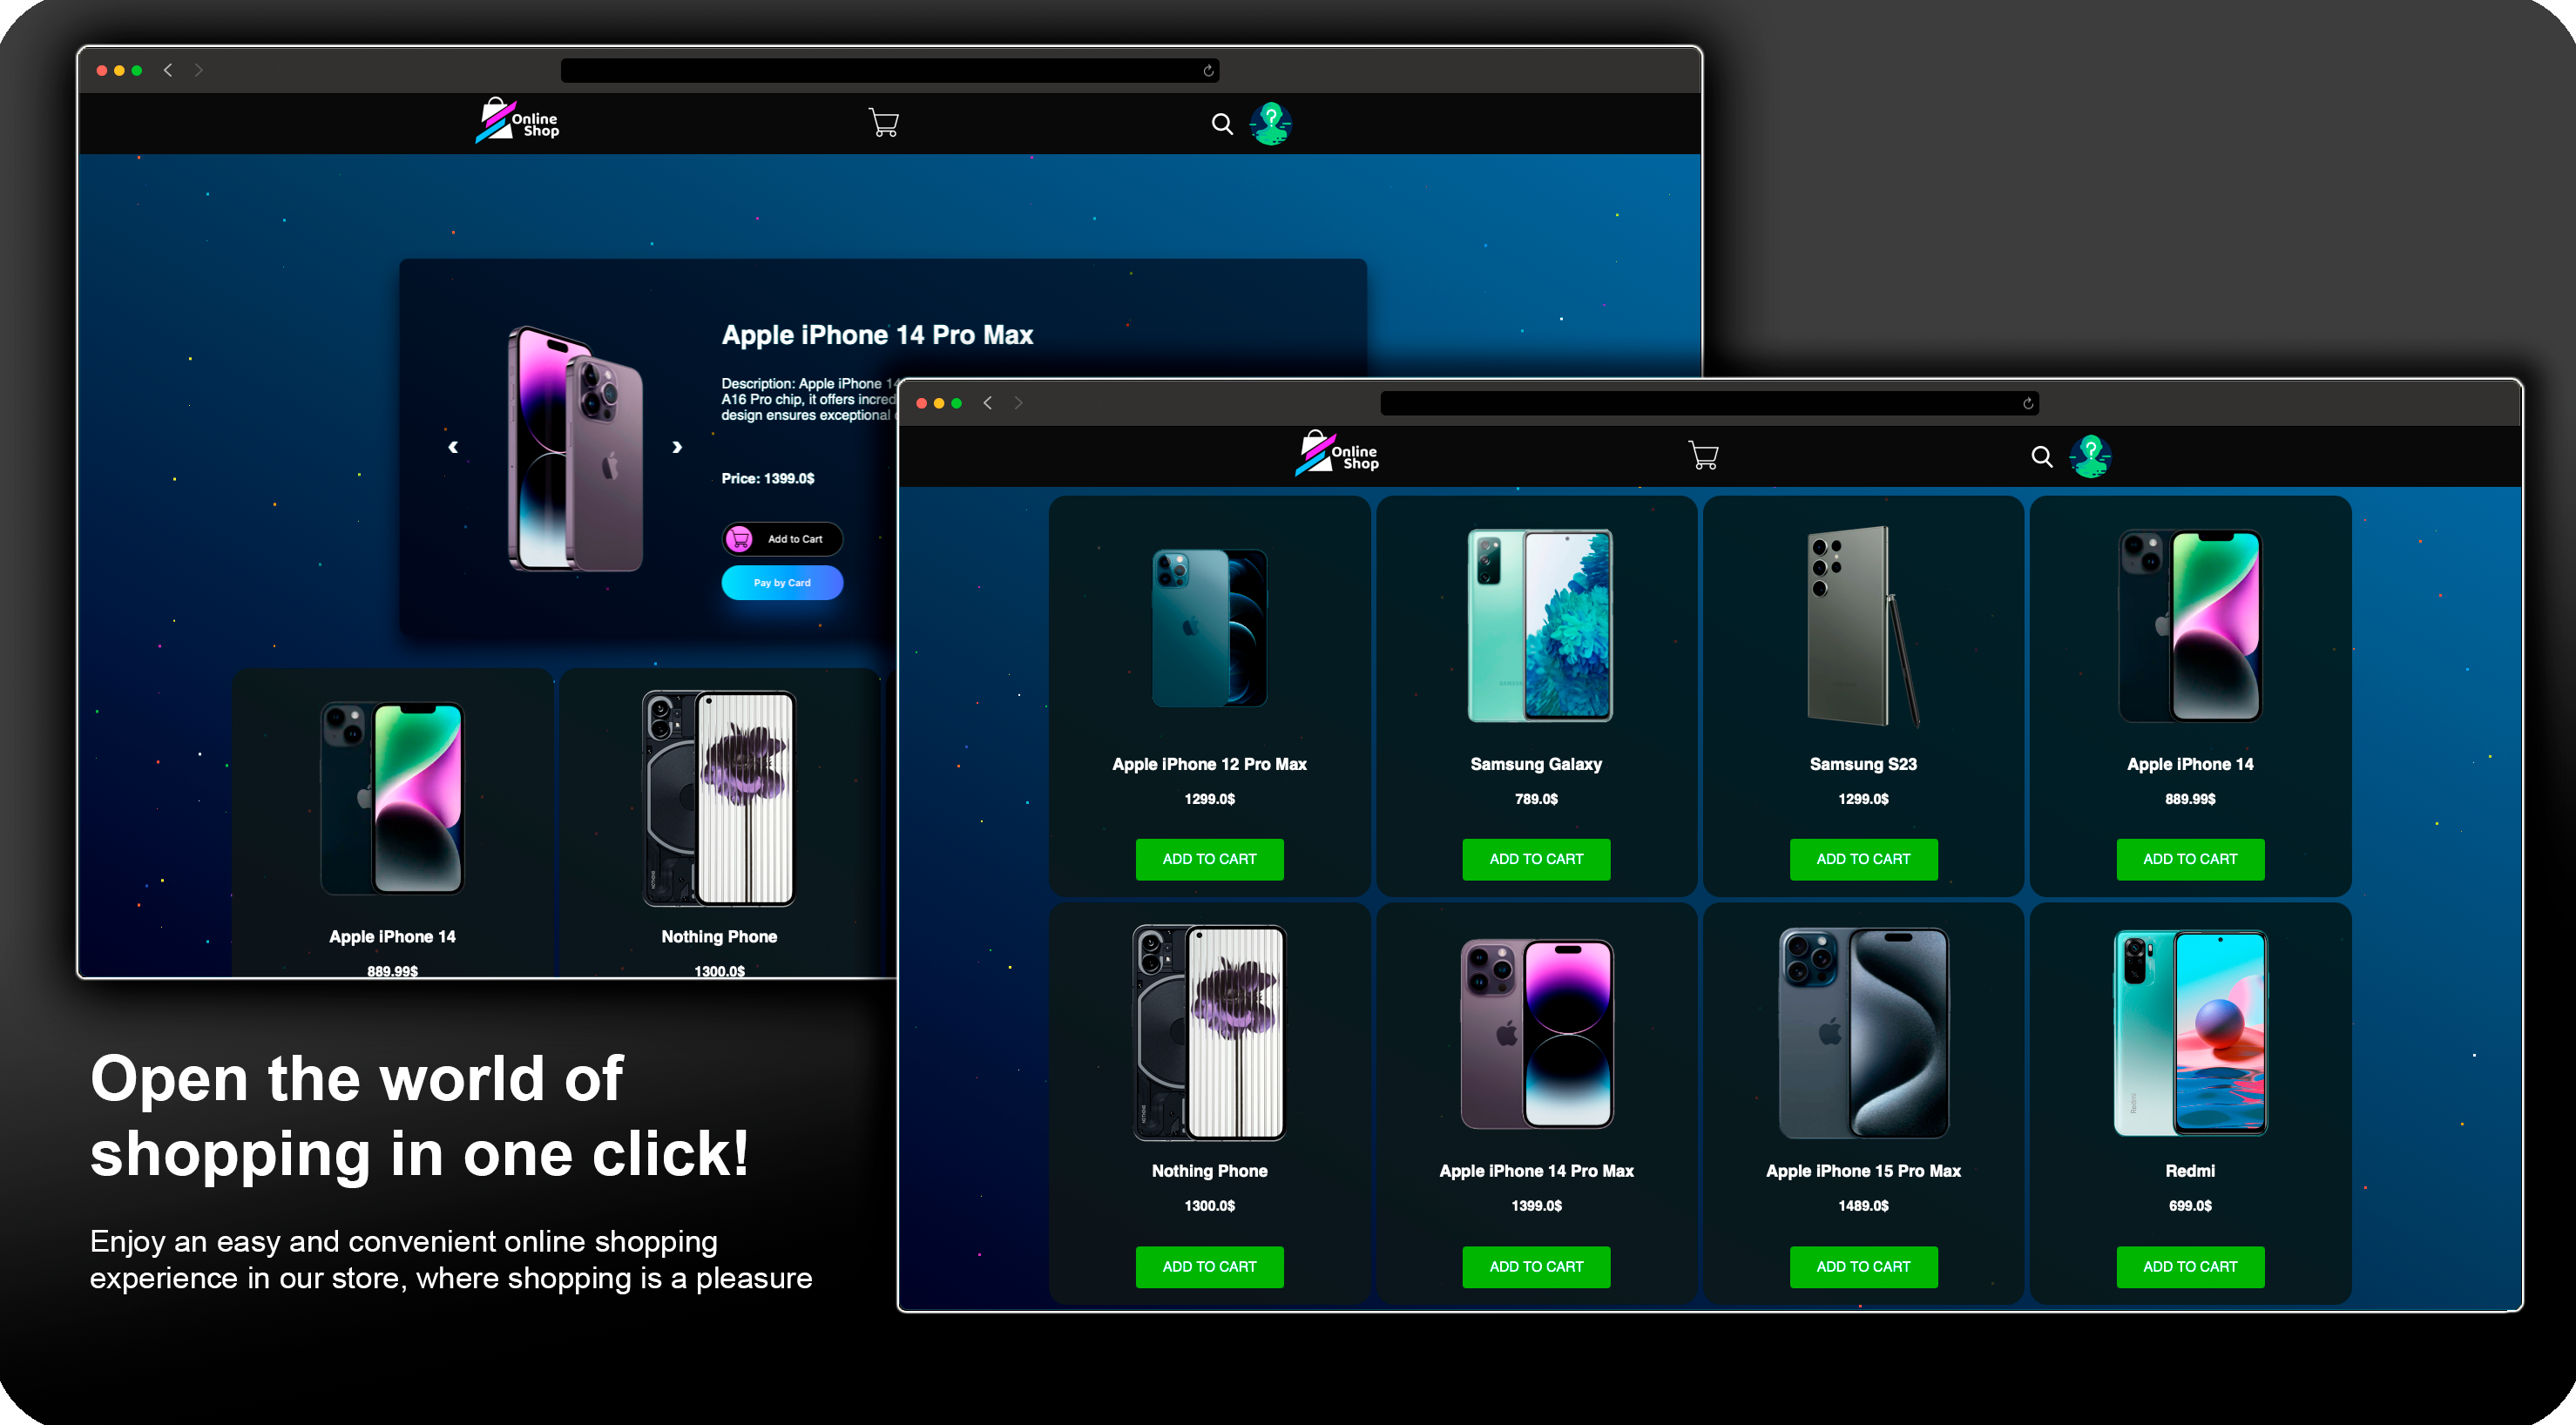 Online
Shop
Apple iPhone 14 Pro Max
Description: Apple iPhone 14
A16 Pro chip, it offers
design ensures exceptional
Price: 1399.0$
Add to Cart
Pay by Card
Apple iPhone 14
889.99$
Nothing Phone
1300.0$
Online
Shop
Apple iPhone 12 Pro Max
1299.0$
ADD TO CART
Samsung Galaxy
789.0$
ADD TO CART
Samsung S23
1299.0$
ADD TO CART
Apple iPhone 14
889.99$
ADD TO CART
Nothing Phone
1300.0$
ADD TO CART
Apple iPhone 14 Pro Max
1399.0$
ADD TO CART
Apple iPhone 15 Pro Max
1489.0$
ADD TO CART
Redmi
Redmi
699.0$
ADD TO CART
Open the world of
shopping in one click!
Enjoy an easy and convenient online shopping
experience in our store, where shopping is a pleasure